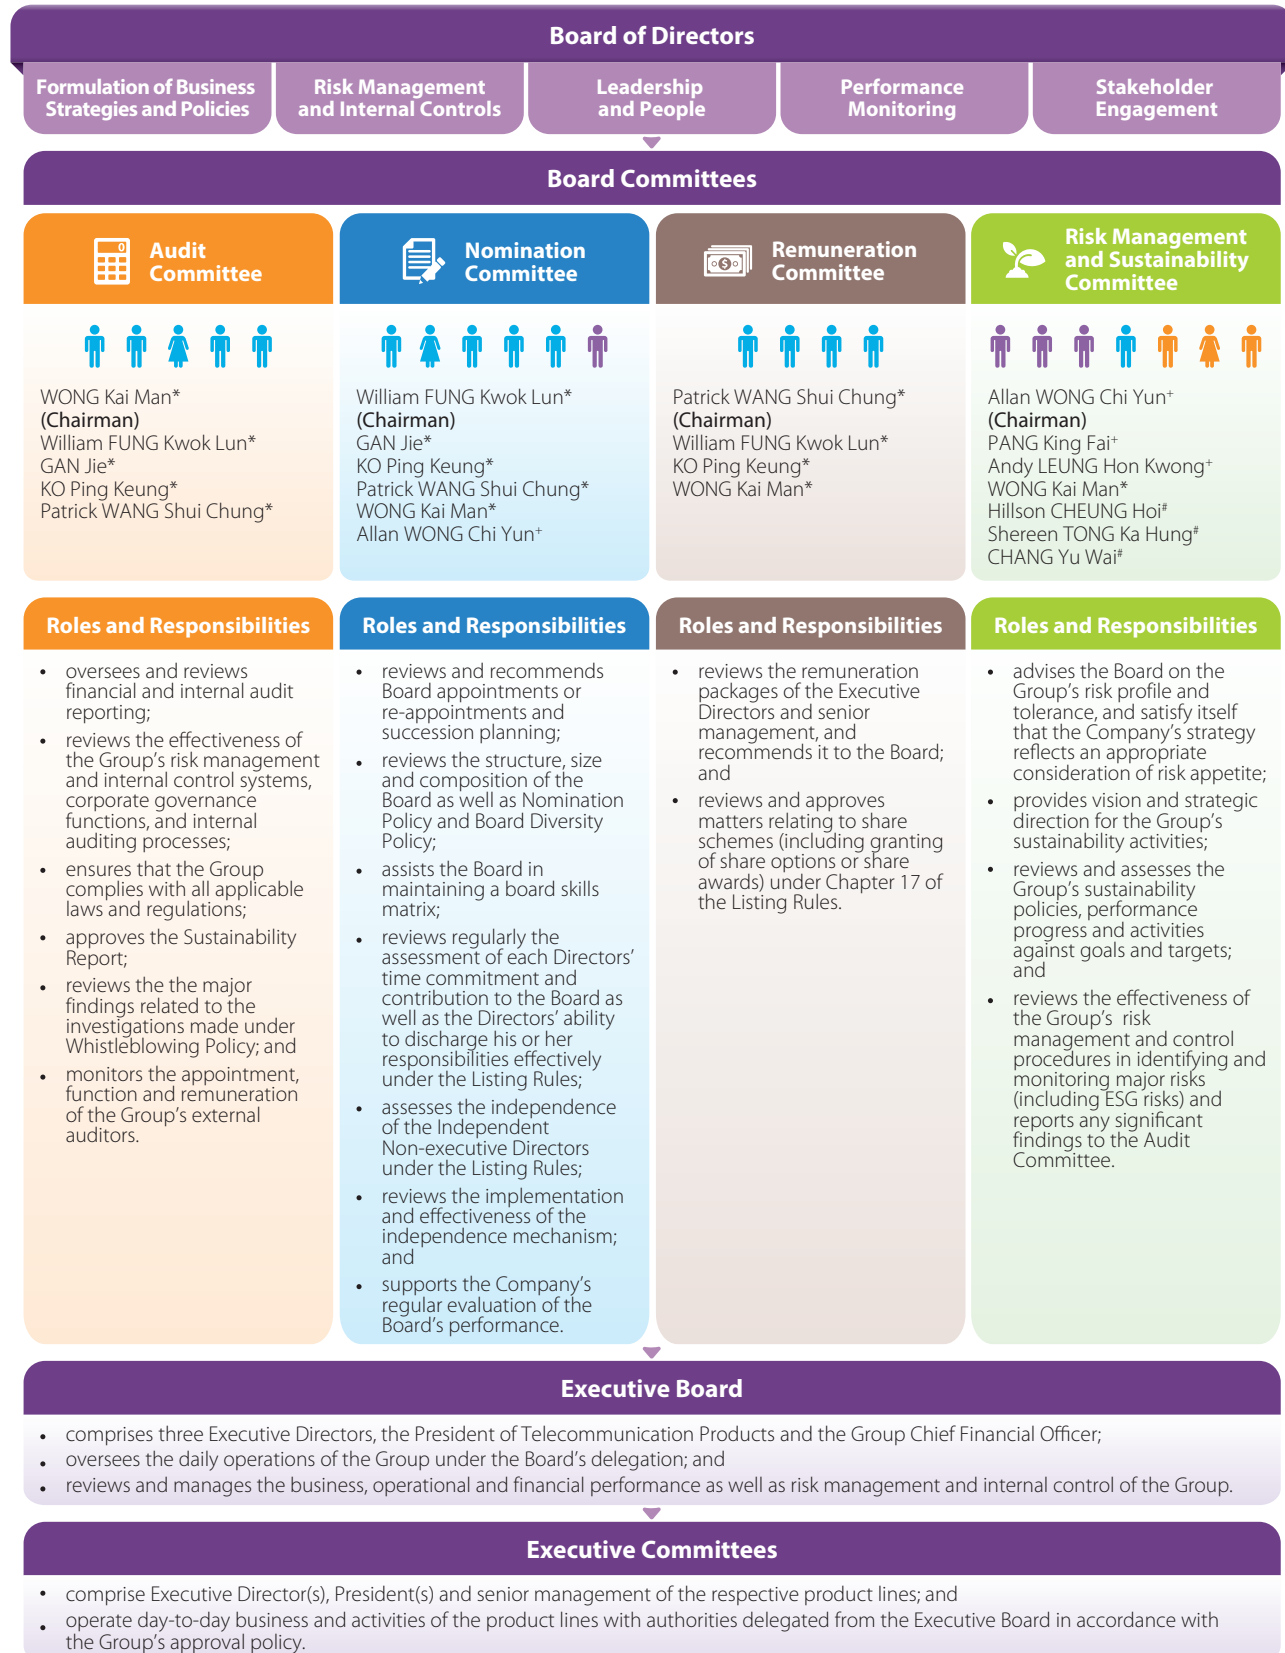 Board of Directors
Formulation of Business
Strategies and Policies
Risk Management
and Internal Controls
Leadership
and People
Performance
Monitoring
Stakeholder
Engagement
Board Committees
0
Audit
Committee
WONG Kai Man*
(Chairman)
William FUNG Kwok Lun*
GAN Jie*
KO Ping Keung*
Patrick WANG Shui Chung*
Nomination
Committee
William FUNG Kwok Lun*
(Chairman)
GAN Jie*
KO Ping Keung*
Patrick WANG Shui Chung*
WONG Kai Man*
Allan WONG Chi Yun+
$
Remuneration
Committee
Patrick WANG Shui Chung*
(Chairman)
William FUNG Kwok Lun*
KO Ping Keung*
WONG Kai Man*
Risk Management
and Sustainability
Committee
Allan WONG Chi Yun+
(Chairman)
PANG King Fai+
Andy LEUNG Hon Kwong+
WONG Kai Man*
Hillson CHEUNG Hoi#
Shereen TONG Ka Hung#
CHANG Yu Wai#
Roles and Responsibilities
• oversees and reviews
financial and internal audit
reporting;
• reviews the effectiveness of
the Group's risk management
and internal control systems,
corporate governance
functions, and internal
auditing processes;
• ensures that the Group
complies with all applicable
laws and regulations;
• approves the Sustainability
Report;
• reviews the the major
findings related to the
investigations made under
Whistleblowing Policy; and
• monitors the appointment,
function and remuneration
of the Group's external
auditors.
Roles and Responsibilities
• reviews and recommends
Board appointments or
re-appointments and
succession planning;
• reviews the structure, size
and composition of the
Board as well as Nomination
Policy and Board Diversity
Policy;
• assists the Board in
maintaining a board skills
matrix;
• reviews regularly the
assessment of each Directors'
time commitment and
contribution to the Board as
well as the Directors' ability
to discharge his or her
responsibilities effectively
under the Listing Rules;
• assesses the independence
of the Independent
Non-executive Directors
under the Listing Rules;
• reviews the implementation
and effectiveness of the
independence mechanism;
and
• supports the Company's
regular evaluation of the
Board's performance.
Roles and Responsibilities
• reviews the remuneration
packages of the Executive
Directors and senior
management, and
recommends it to the Board;
and
• reviews and approves
matters relating to share
schemes (including granting
of share options or share
awards) under Chapter 17 of
the Listing Rules.
Roles and Responsibilities
• advises the Board on the
Group's risk profile and
tolerance, and satisfy itself
that the Company's strategy
reflects an appropriate
consideration of risk appetite;
• provides vision and strategic
direction for the Group's
sustainability activities;
• reviews and assesses the
Group's sustainability
policies, performance
progress and activities
against goals and targets;
and
• reviews the effectiveness of
the Group's risk
management and control
procedures in identifying and
monitoring major risks
(including ESG risks) and
reports any significant
findings to the Audit
Committee.
Executive Board
• comprises three Executive Directors, the President of Telecommunication Products and the Group Chief Financial Officer;
• oversees the daily operations of the Group under the Board's delegation; and
• reviews and manages the business, operational and financial performance as well as risk management and internal control of the Group.
Executive Committees
• comprise Executive Director(s), President(s) and senior management of the respective product lines; and
• operate day-to-day business and activities of the product lines with authorities delegated from the Executive Board in accordance with
the Group's approval policy.